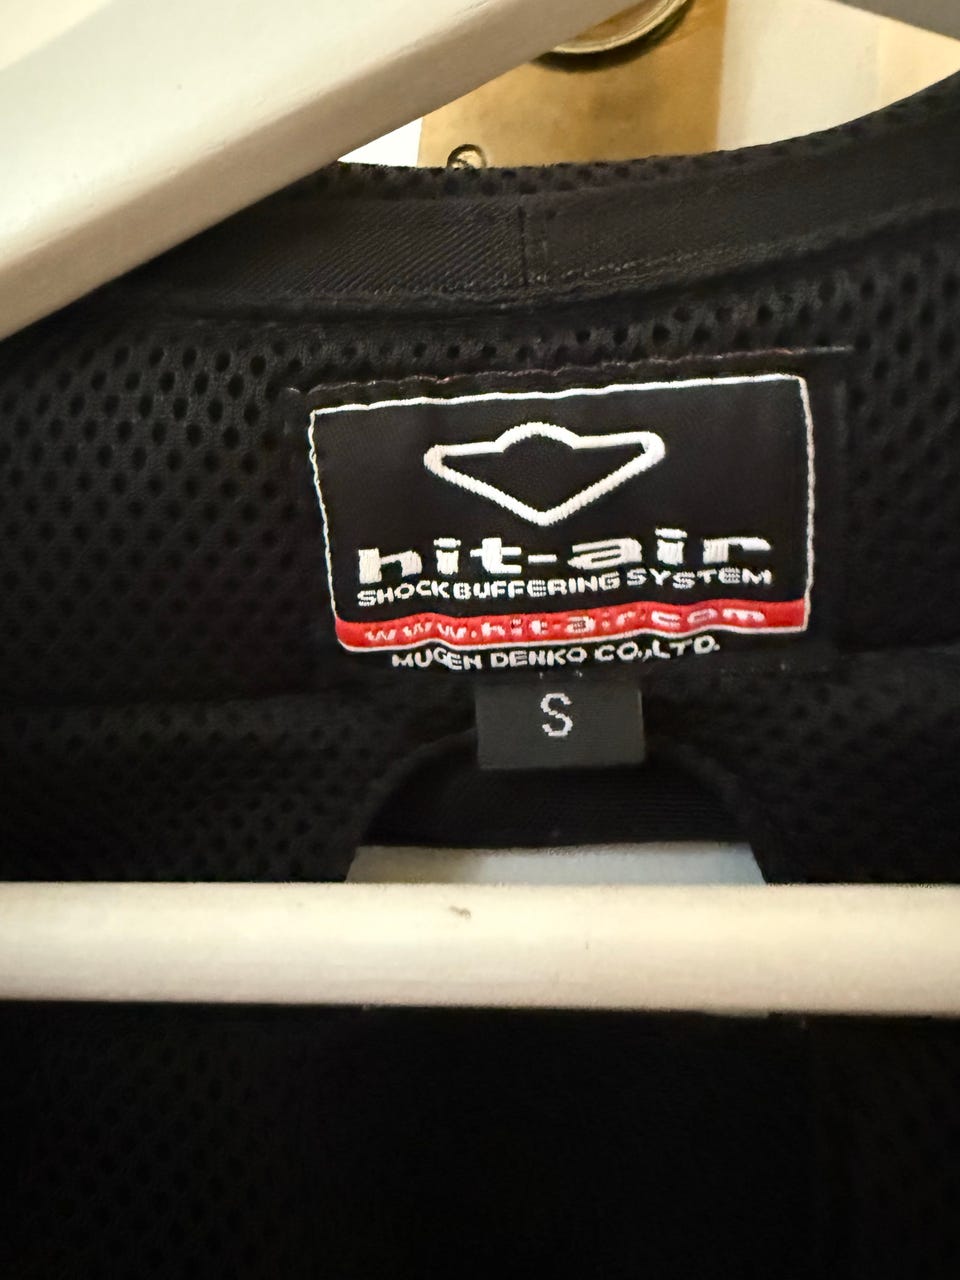 hit-air
SHOCK BUFFERING SYSTEM
www.hit-air.com
MUGEN DENKO CO.,LTD.
S